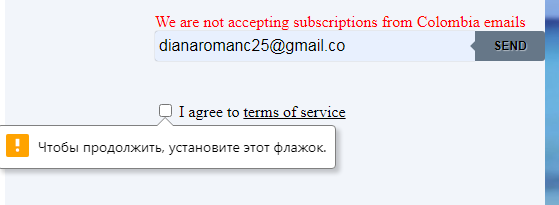 We are not accepting subscriptions from Colombia emails
dianaromanc25@gmail.co
SEND
I agree to terms of service
Чтобы продолжить, установите этот флажок.